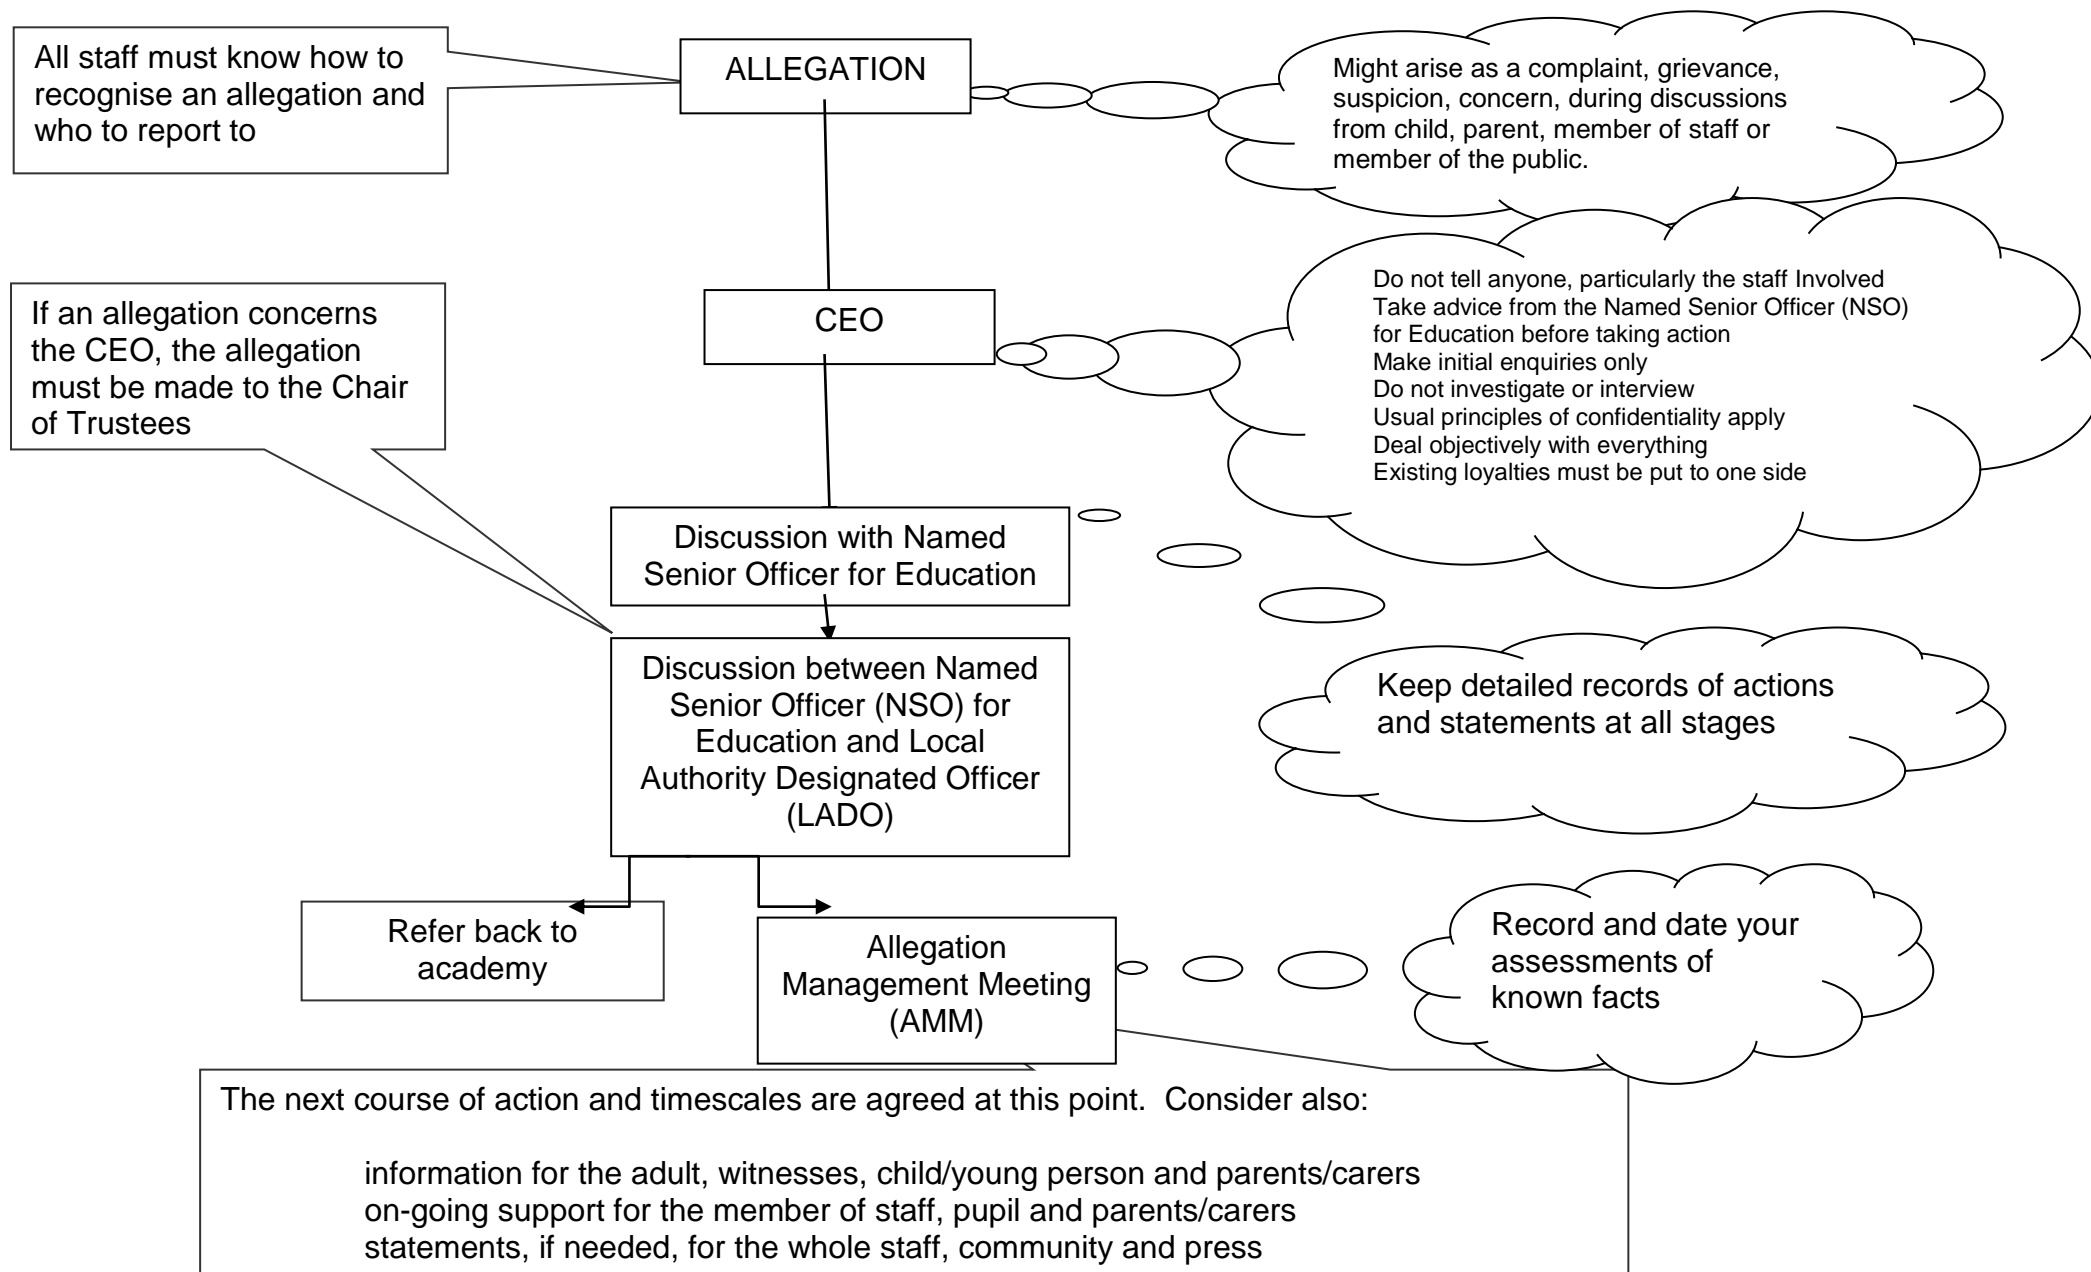 All staff must know how to
recognise an allegation and
who to report to
ALLEGATION
Might arise as a complaint, grievance,
suspicion, concern, during discussions
from child, parent, member of staff or
member of the public.
If an allegation concerns
the CEO, the allegation
must be made to the Chair
of Trustees
CEO
Do not tell anyone, particularly the staff Involved
Take advice from the Named Senior Officer (NSO)
for Education before taking action
Make initial enquiries only
Do not investigate or interview
Usual principles of confidentiality apply
Deal objectively with everything
Existing loyalties must be put to one side
Discussion with Named
Senior Officer for Education
Discussion between Named
Senior Officer (NSO) for
Education and Local
Authority Designated Officer
(LADO)
Keep detailed records of actions
and statements at all stages
Refer back to
academy
Allegation
Management Meeting
(AMM)
Record and date your
assessments of
known facts
The next course of action and timescales are agreed at this point.  Consider also:
information for the adult, witnesses, child/young person and parents/carers
on-going support for the member of staff, pupil and parents/carers
statements, if needed, for the whole staff, community and press